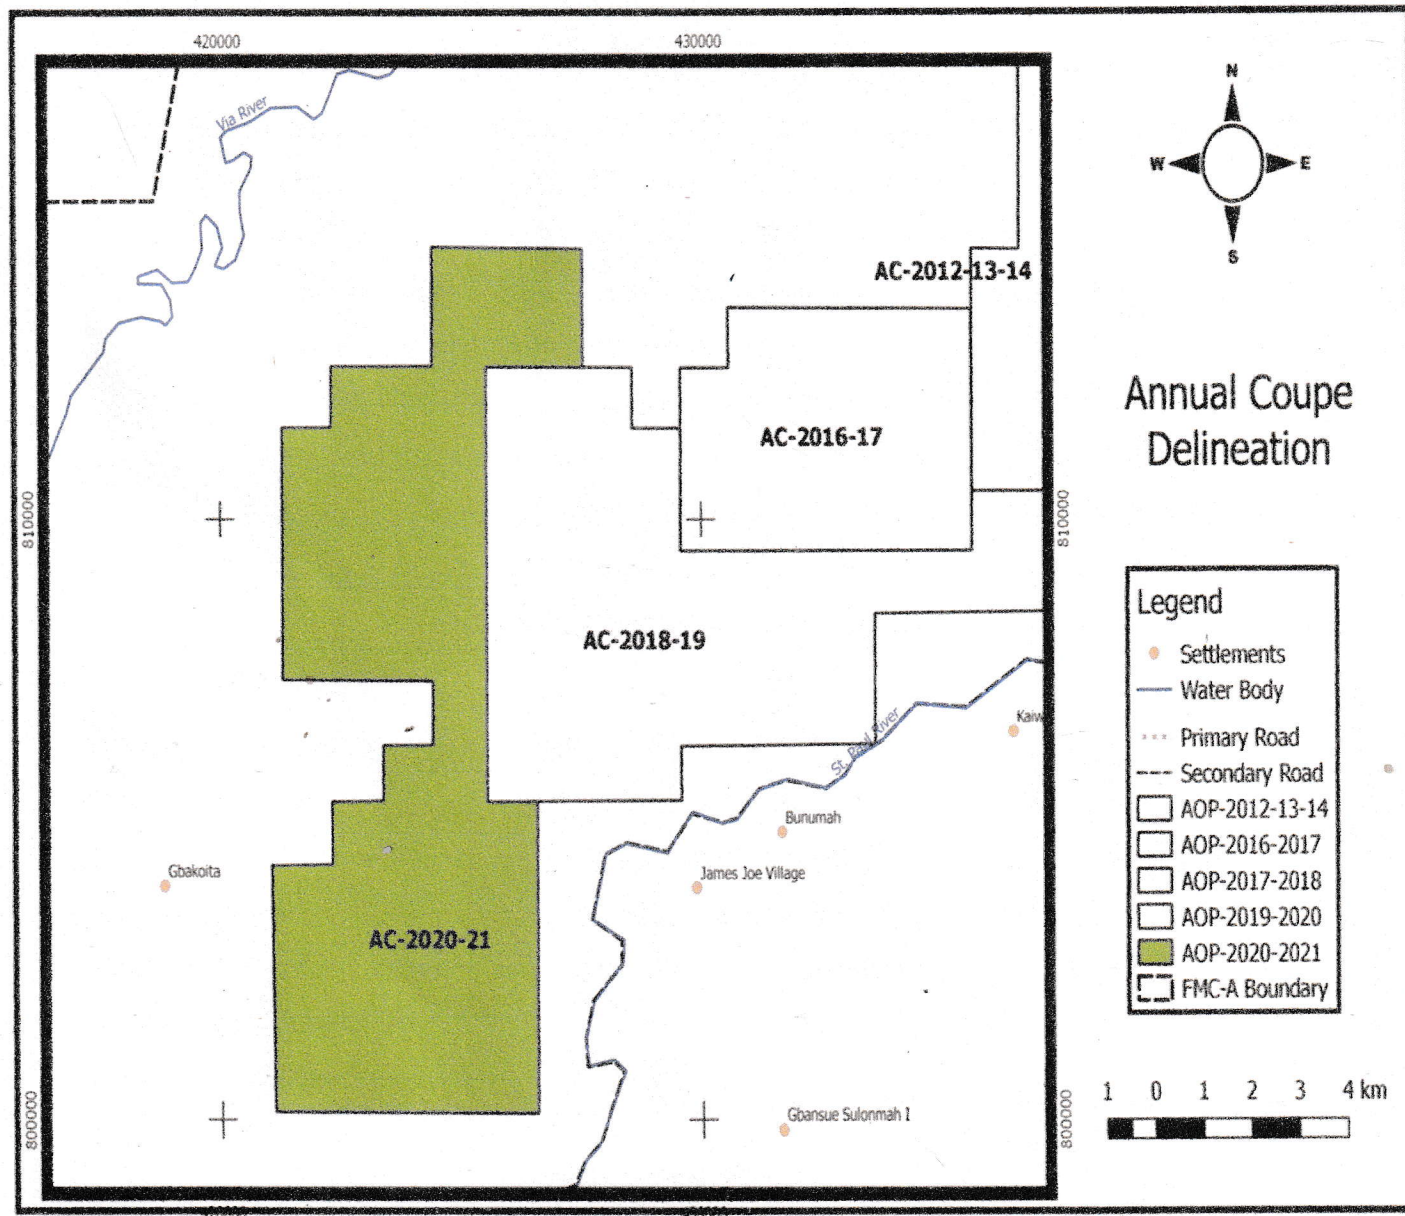 420000
430000
Via River
N
W
E
S
AC-2012-13-14
Annual Coupe
Delineation
AC-2016-17
810000
810000
AC-2018-19
Legend
Settlements
Water Body
Primary Road
Secondary Road
AOP-2012-13-14
AOP-2016-2017
AOP-2017-2018
AOP-2019-2020
AOP-2020-2021
FMC-A Boundary
St. Paul River
Kaiw
Bunumah
Gbakoita
James Joe Village
AC-2020-21
Gbansue Sulonmah I
800000
800000
1 0 1 2 3 4 km